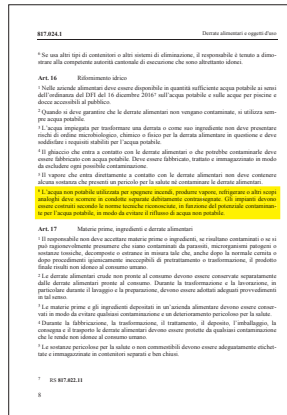 817.024.1 Derrate alimentari e oggetti d'uso
⁶ Se usa altri tipi di contenitori o altri sistemi di eliminazione, il responsabile è tenuto a dimo-
strare alla competente autorità cantonale di esecuzione che sono altrettanto idonei.
Art. 16 Rifornimento idrico
¹ Nelle aziende alimentari deve essere disponibile in quantità sufficiente acqua potabile ai sensi
dell'ordinanza del DFI del 16 dicembre 2016⁷ sull'acqua potabile e sulle acque per piscine e
docce accessibili al pubblico.
² Quando si deve garantire che le derrate alimentari non vengano contaminate, si utilizza sem-
pre acqua potabile.
³ L'acqua impiegata per trasformare una derrata o come suo ingrediente non deve presentare
rischi di ordine microbiologico, chimico o fisico per la derrata alimentare in questione e deve
soddisfare i requisiti stabiliti per l'acqua potabile.
⁴ Il ghiaccio che entra a contatto con le derrate alimentari o che potrebbe contaminarle deve
essere fabbricato con acqua potabile. Deve essere fabbricato, trattato e immagazzinato in modo
da escludere ogni possibile contaminazione.
⁵ Il vapore che entra direttamente a contatto con le derrate alimentari non deve contenere
alcuna sostanza che presenti un pericolo per la salute né contaminare le derrate alimentari.
⁶ L'acqua non potabile utilizzata per spegnere incendi, produrre vapore, refrigerare o altri scopi
analoghi deve scorrere in condotte separate debitamente contrassegnate. Gli impianti devono
essere costruiti secondo le norme tecniche riconosciute, in funzione del potenziale contaminan-
te per l'acqua potabile, in modo da evitare il riflusso di acqua non potabile.
Art. 17 Materie prime, ingredienti e derrate alimentari
¹ Il responsabile non deve accettare materie prime o ingredienti, se risultano contaminati o se si
può ragionevolmente presumere che siano contaminati da parassiti, microrganismi patogeni o
sostanze tossiche, decomposte o estranee in misura tale che, anche dopo la normale cernita o
dopo procedimenti igienicamente ineccepibili di pretrattamento o trasformazione, il prodotto
finale risulti non idoneo al consumo umano.
² Le derrate alimentari crude non pronte al consumo devono essere conservate separatamente
dalle derrate alimentari pronte al consumo. Durante la trasformazione e la lavorazione, in
particolare durante il lavaggio e la preparazione, devono essere adottati adeguati provvedimenti
in tal senso.
³ Le materie prime e gli ingredienti depositati in un'azienda alimentare devono essere conser-
vati in modo da evitare qualsiasi contaminazione e un deterioramento pericoloso per la salute.
⁴ Durante la fabbricazione, la trasformazione, il trattamento, il deposito, l'imballaggio, la
consegna e il trasporto le derrate alimentari devono essere protette da qualsiasi contaminazione
che le rende non idonee al consumo umano.
⁵ Le sostanze pericolose per la salute o non commestibili devono essere adeguatamente etichet-
tate e immagazzinate in contenitori separati e ben chiusi.
⁷ RS 817.022.11
8